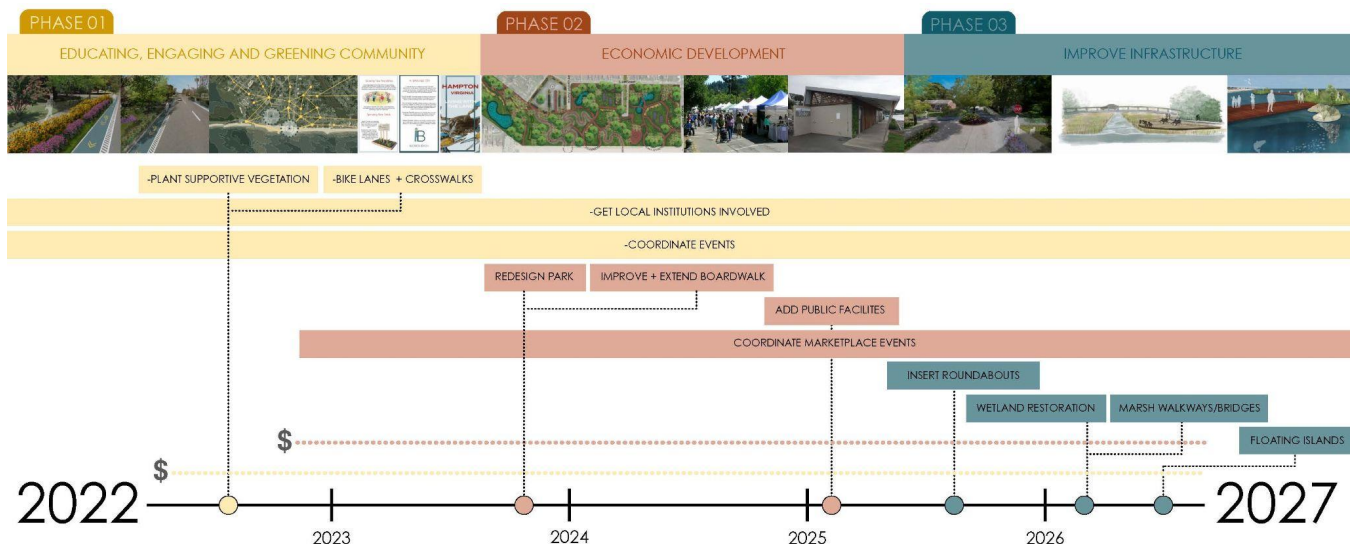 PHASE 01
PHASE 02
PHASE 03
EDUCATING, ENGAGING AND GREENING COMMUNITY
ECONOMIC DEVELOPMENT
IMPROVE INFRASTRUCTURE
HAMPTON
VIRGINIA
-PLANT SUPPORTIVE VEGETATION
-BIKE LANES + CROSSWALKS
-GET LOCAL INSTITUTIONS INVOLVED
-COORDINATE EVENTS
REDESIGN PARK
IMPROVE + EXTEND BOARDWALK
ADD PUBLIC FACILITES
COORDINATE MARKETPLACE EVENTS
INSERT ROUNDABOUTS
WETLAND RESTORATION
MARSH WALKWAYS/BRIDGES
$
FLOATING ISLANDS
$
2022
2027
2023
2024
2025
2026